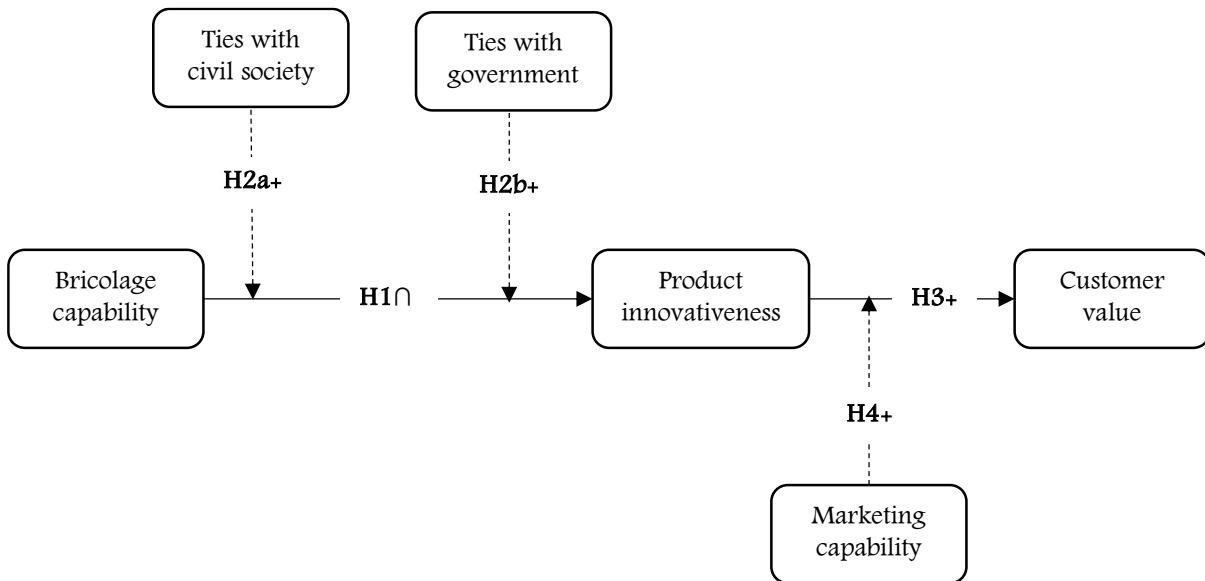 Ties with
civil society
Ties with
government
H2a+
H2b+
Bricolage
capability
H1∩
Product
innovativeness
H3+
Customer
value
H4+
Marketing
capability